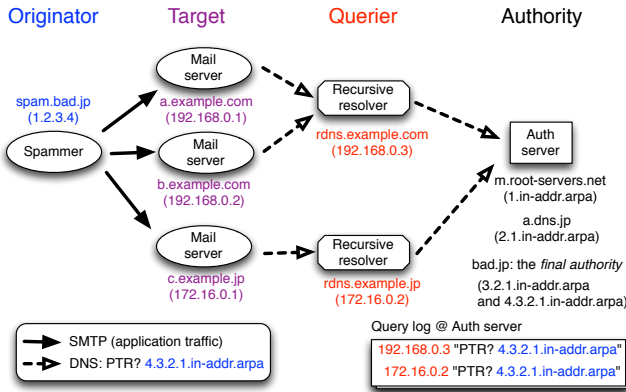 Originator Target Querier Authority
Mail
server
spam.bad.jp
(1.2.3.4)
a.example.com
(192.168.0.1)
Recursive
resolver
Spammer
Mail
server
rdns.example.com
(192.168.0.3)
Auth
server
b.example.com
(192.168.0.2)
m.root-servers.net
(1.in-addr.arpa)
a.dns.jp
(2.1.in-addr.arpa)
Mail
server
Recursive
resolver
bad.jp: the final authority
c.example.jp
(172.16.0.1)
rdns.example.jp
(172.16.0.2)
(3.2.1.in-addr.arpa
and 4.3.2.1.in-addr.arpa)
SMTP (application traffic)
DNS: PTR? 4.3.2.1.in-addr.arpa
Query log @ Auth server
192.168.0.3 "PTR? 4.3.2.1.in-addr.arpa"
172.16.0.2 "PTR? 4.3.2.1.in-addr.arpa"